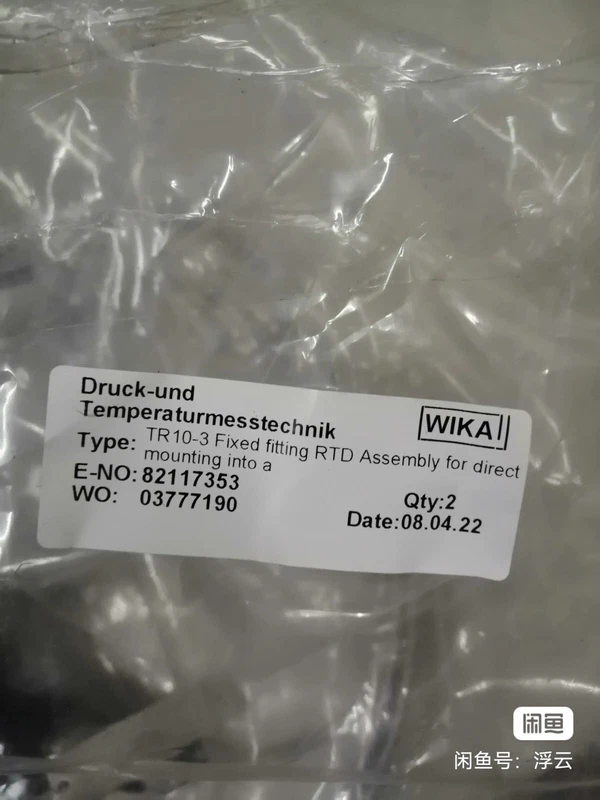 Druck-und
Temperaturmesstechnik
WIKA
Type: TR10-3 Fixed fitting RTD Assembly for direct
mounting into a
E-NO: 82117353
Qty:2
WO: 03777190
Date:08.04.22
闲鱼
闲鱼号：浮云